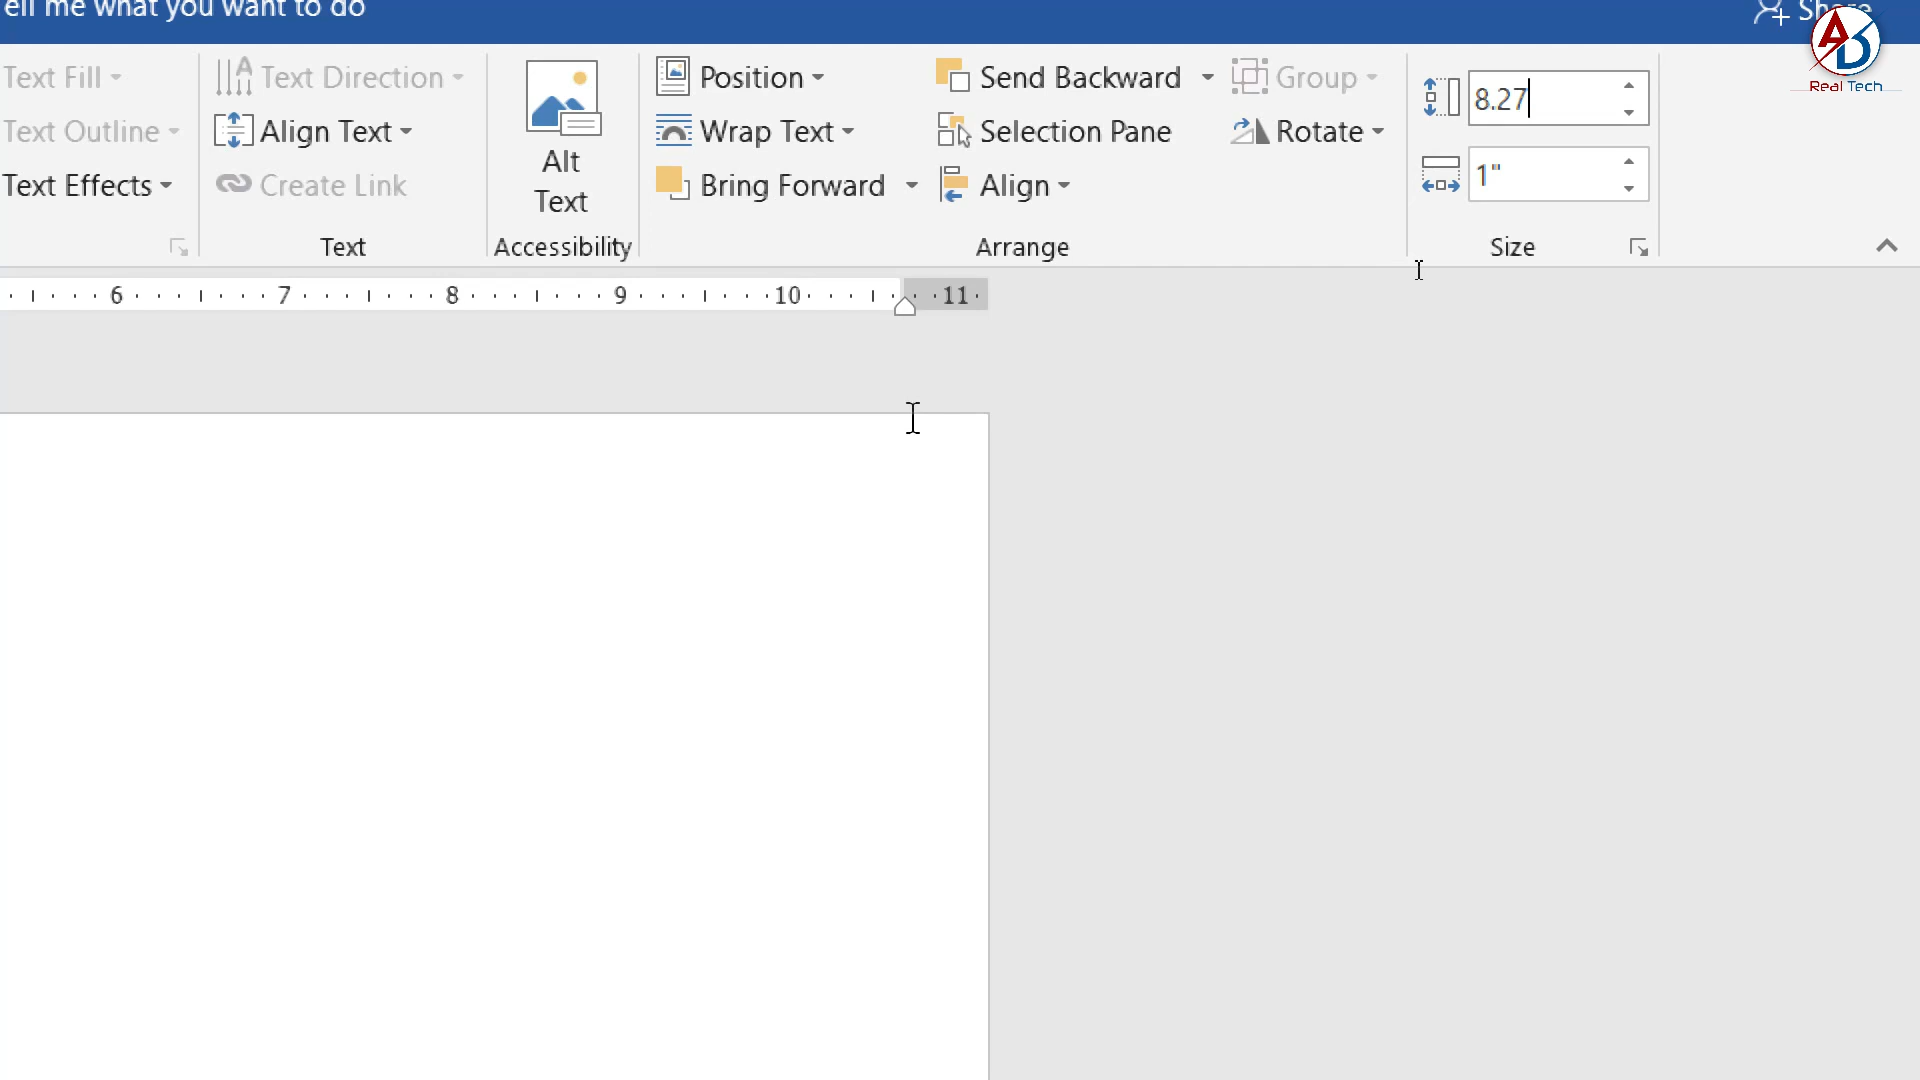 ell me what you want to do
Share
Real Tech
Text Fill
Text Outline
Text Effects
Text Direction
Align Text
Create Link
Text
Alt
Text
Accessibility
Position
Wrap Text
Bring Forward
Send Backward
Selection Pane
Align
Group
Rotate
Arrange
8.27
1"
Size
6 7 8 9 10 11